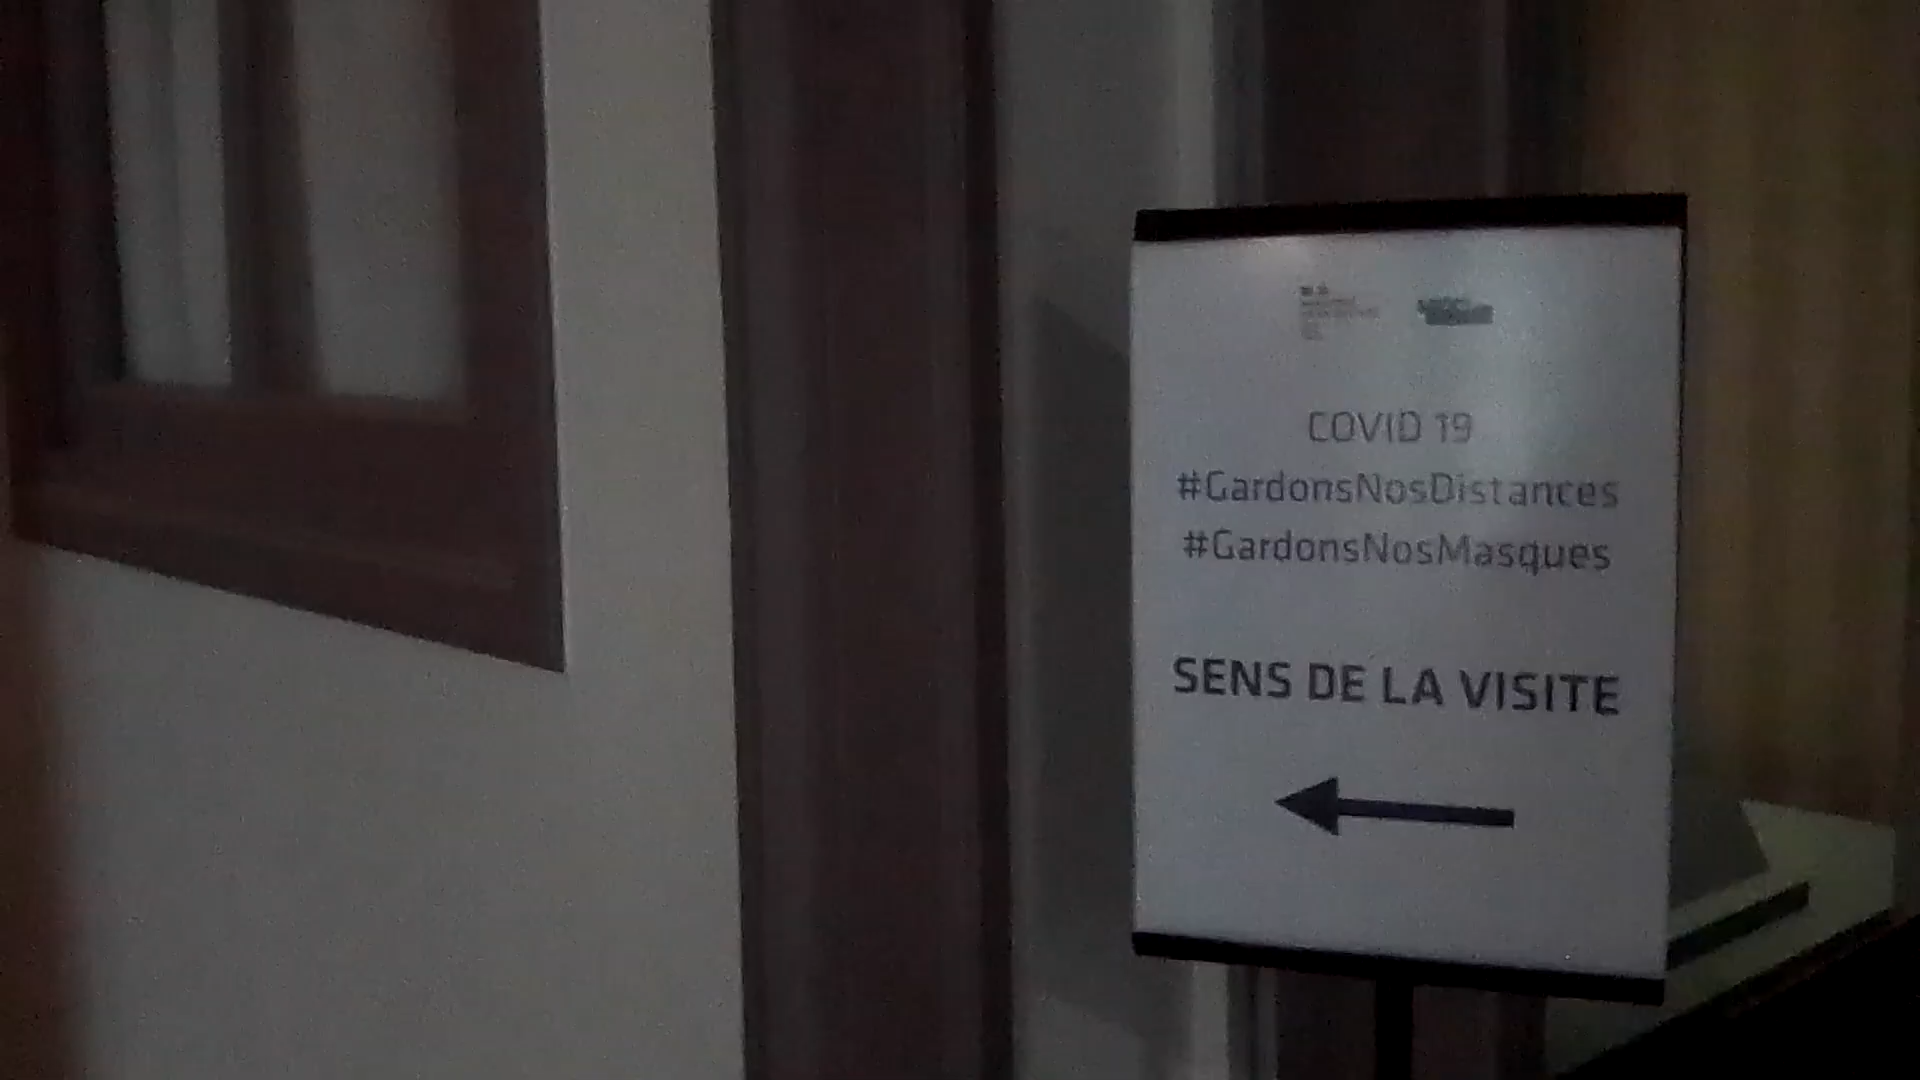 COVID 19
#GardonsNosDistances
#GardonsNosMasques
SENS DE LA VISITE